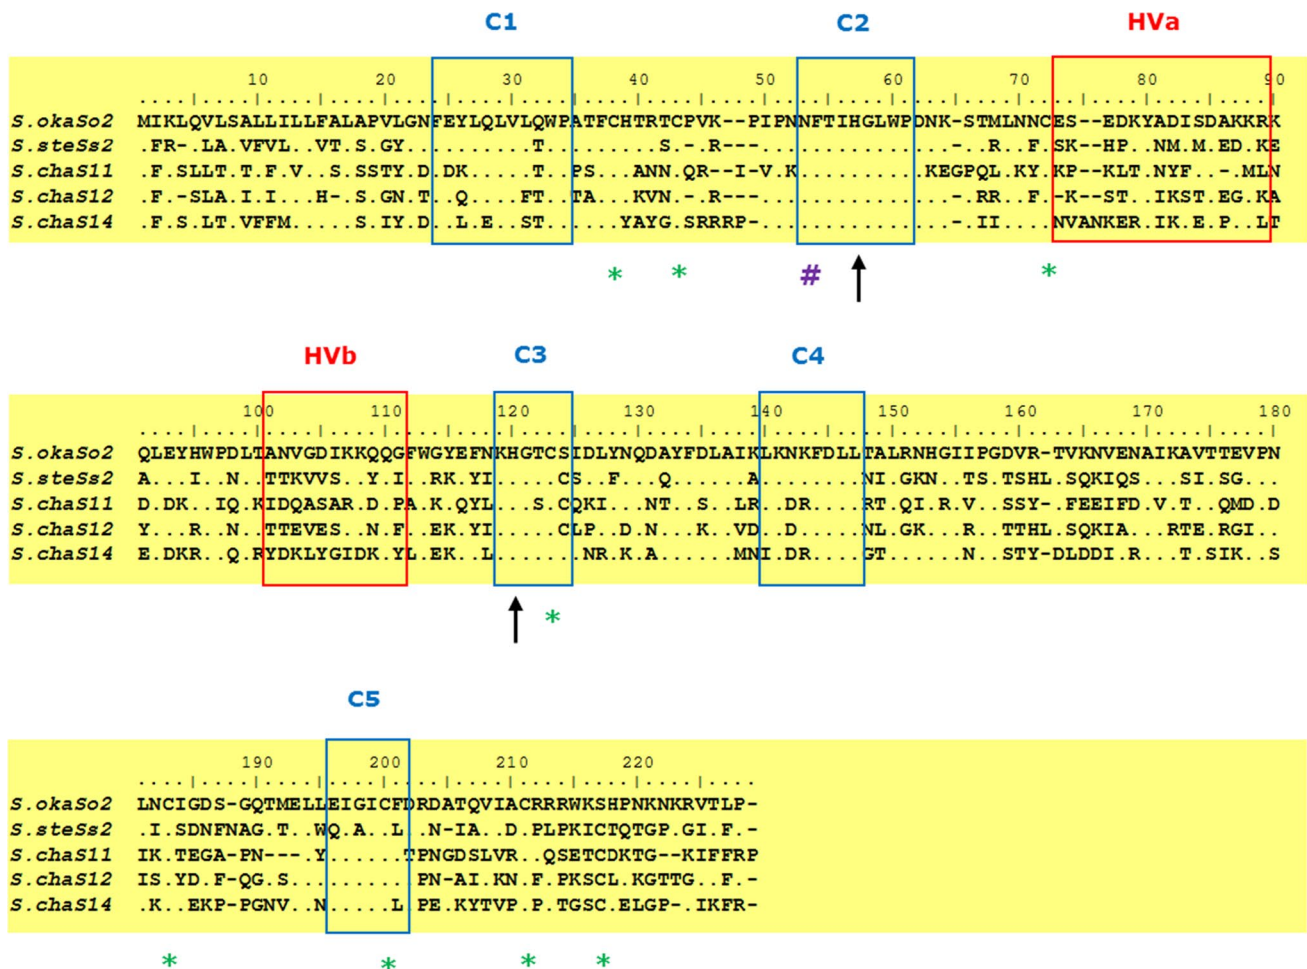 C1 C2 HVa
10 20 30 40 50 60 70 80 90
....|....|....|....|....|....|....|....|....|....|....|....|....|....|....|....|....|....|
S.okaSo2 MIKLQVLSALLILLFALAPVLGNFEYLQLVLQWPATFCHTRTCPVK--PIPNNFTIHGLWPDNK-STMLNNCES--EDKYADISDAKKRK
S.steSs2 .FR-.LA.VFVL..VT.S.GY..........T.........S.-.R---................-..R..F.SK--HP..NM.M.ED.KE
S.chaS11 .F.SLLT.T.F.V..S.SSTY.D.DK.....T..PS...ANN.QR--I-V.K..........KEGPQL.KY.KP--KLT.NYF..-.MLN
S.chaS12 .F.-SLA.I.I...H-.S.GN.T..Q....FT..TA...KVN..-R---................-..RR..F.-K--ST..IKST.EG.KA
S.chaS14 .F.S.LT.VFFM.....S.IY.D..L.E..ST......YAYG.SRRRP-..............-.II....NVANKER.IK.E.P..LT
* * # *
HVb C3 C4
100 110 120 130 140 150 160 170 180
....|....|....|....|....|....|....|....|....|....|....|....|....|....|....|....|....|....|
S.okaSo2 QLEYHWPDLTANVGDIKKQQGFWGYEFNKHGTCSIDLYNQDAYFDLAIKLKNKFDLLTALRNHGIIPGDVR-TVKNVENAIKAVTTEVPN
S.steSs2 A...I..N..TTKVVS..Y.I..RK.YI.....CS..F...Q......A........NI.GKN..TS.TSHL.SQKIQS...SI.SG...
S.chaS11 D.DK..IQ.KIDQASAR.D.PA.K.QYL...S.CQKI...NT..S..LR..DR....RT.QI.R.V..SSY.-FEEIFD.V.T..QMD.D
S.chaS12 Y...R..N..TTEVES..N.F..EK.YI.....CLP..D.N...K..VD..D.....NL.GK..R..TTHL.SQKIA...RTE.RGI..
S.chaS14 E.DKR..Q.RYDKLYGIDK.YL.EK..L.......NR.K.A.....MNI.DR....GT.....N..STY-DLDDI.R...T.SIK..S
*
C5
190 200 210 220
....|....|....|....|....|....|....|....|....|....
S.okaSo2 LNCIGDS-GQTMELLEIGICFDRDATQVIACRRRWKSHPNKNKRVTLP-
S.steSs2 .I.SDNFNAG.T..WQ.A..L..N-IA..D.PLPKICTQTGP.GI.F.-
S.chaS11 IK.TEGA-PN---.Y......TPNGDSLVR..QSETCDKTG--KIFFRP
S.chaS12 IS.YD.F-QG.S..........PN-AI.KN.F.PKSCL.KGTTG..F.-
S.chaS14 .K..EKP-PGNV..N.....L.PE.KYTVP.P.TGSC.ELGP-.IKFR-
* * * *